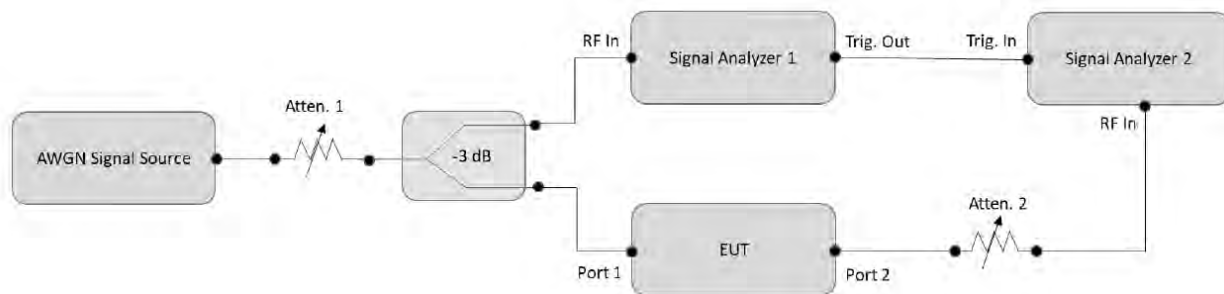 RF In
Signal Analyzer 1
Trig. Out
Trig. In
Signal Analyzer 2
RF In
Atten. 1
AWGN Signal Source
-3 dB
Atten. 2
Port 1
EUT
Port 2